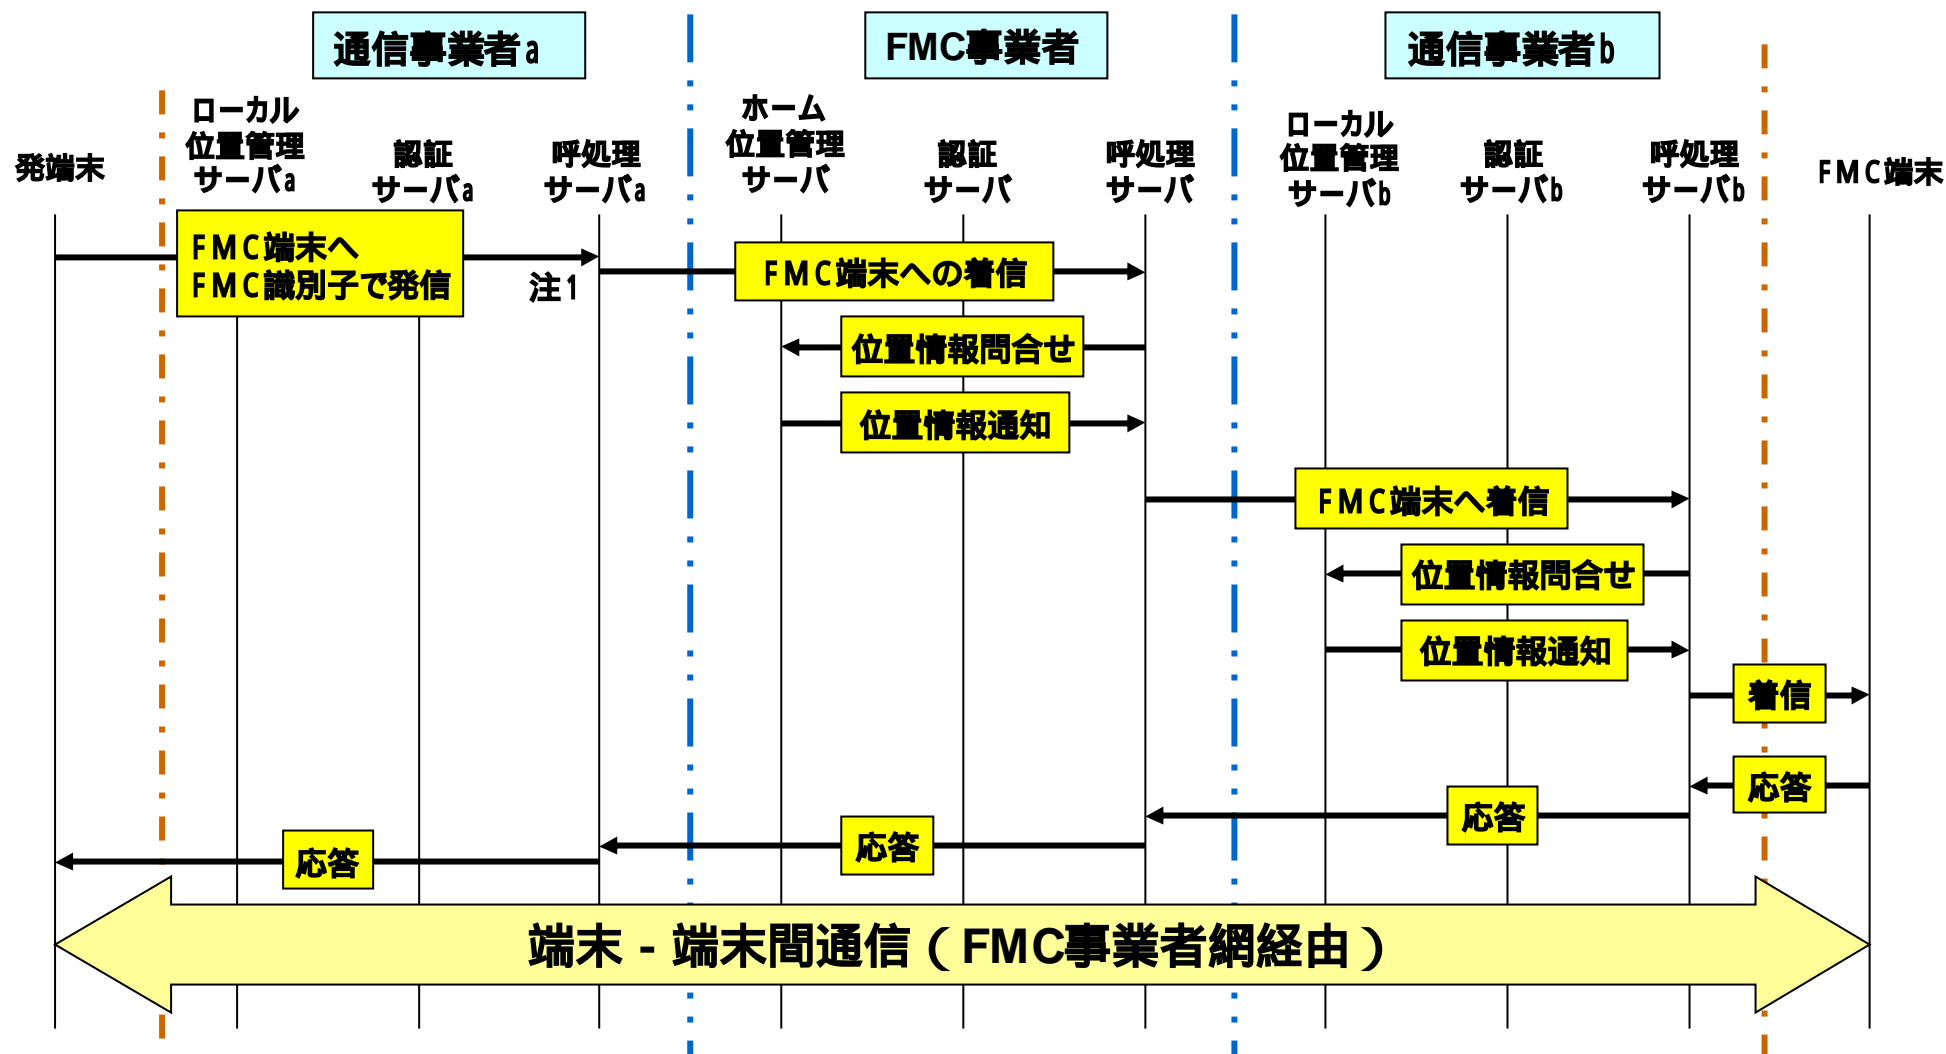 通信事業者a
FMC事業者
通信事業者b
発端末
ローカル
位置管理
サーバa
認証
サーバa
呼処理
サーバa
ホーム
位置管理
サーバ
認証
サーバ
呼処理
サーバ
ローカル
位置管理
サーバb
認証
サーバb
呼処理
サーバb
FMC端末
FMC端末へ
FMC識別子で発信
注1
FMC端末への着信
位置情報問合せ
位置情報通知
FMC端末へ着信
位置情報問合せ
位置情報通知
着信
応答
応答
応答
応答
端末-端末間通信(FMC事業者網経由)